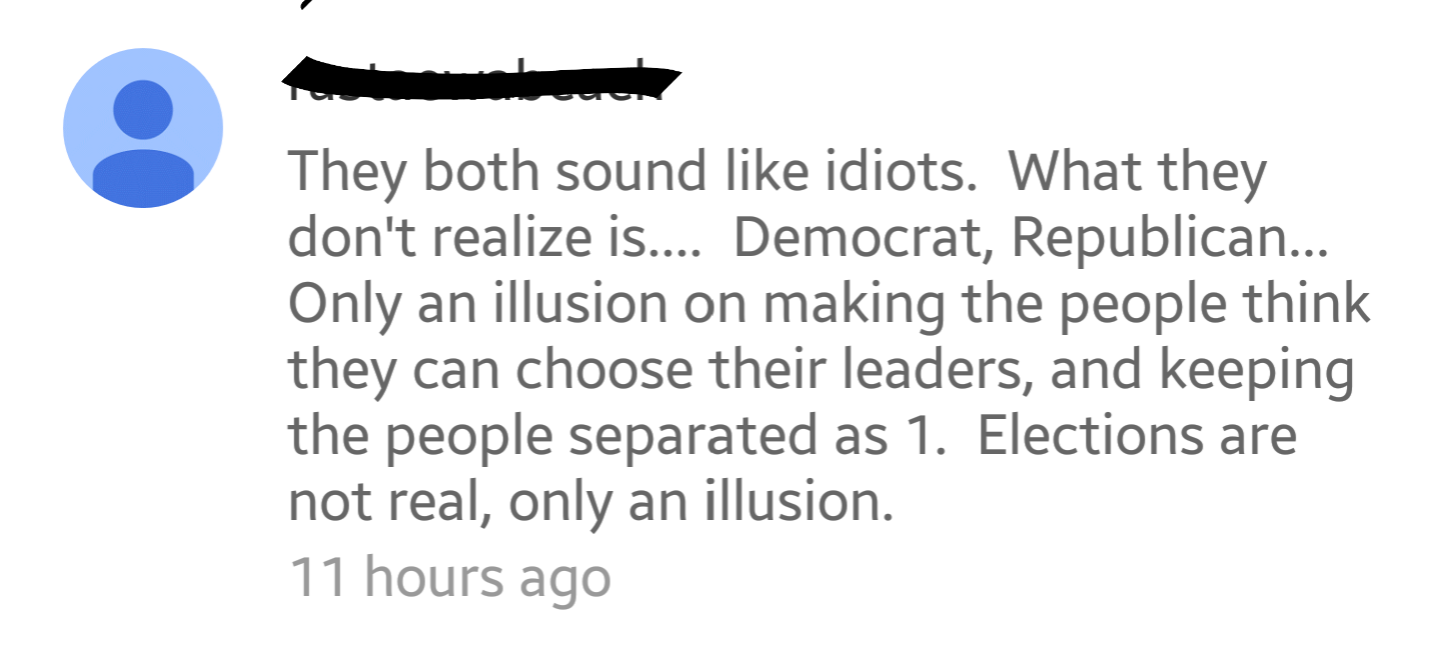 They both sound like idiots.  What they
don't realize is....  Democrat, Republican...
Only an illusion on making the people think
they can choose their leaders, and keeping
the people separated as 1.  Elections are
not real, only an illusion.
11 hours ago